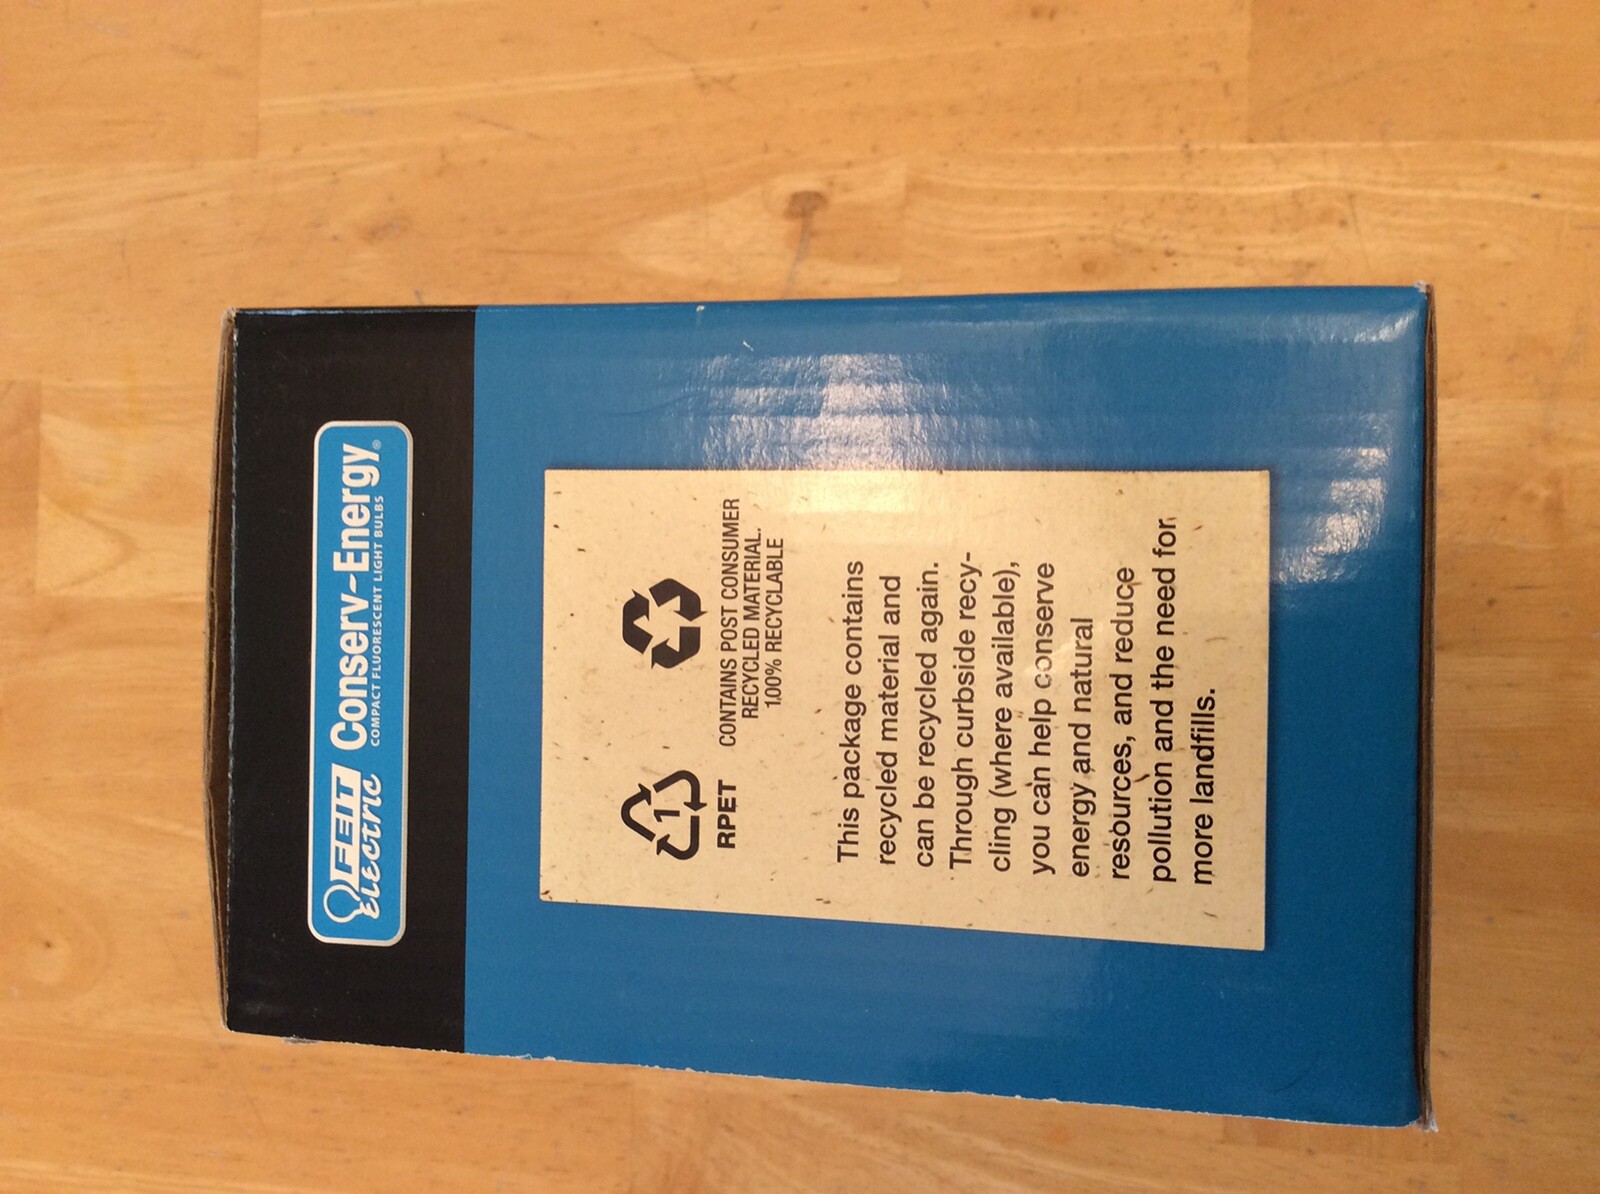 FEIT
electric
Conserv-Energy®
COMPACT FLUORESCENT LIGHT BULBS
1
RPET
CONTAINS POST CONSUMER
RECYCLED MATERIAL.
100% RECYCLABLE
This package contains
recycled material and
can be recycled again.
Through curbside recy-
cling (where available),
you can help conserve
energy and natural
resources, and reduce
pollution and the need for
more landfills.